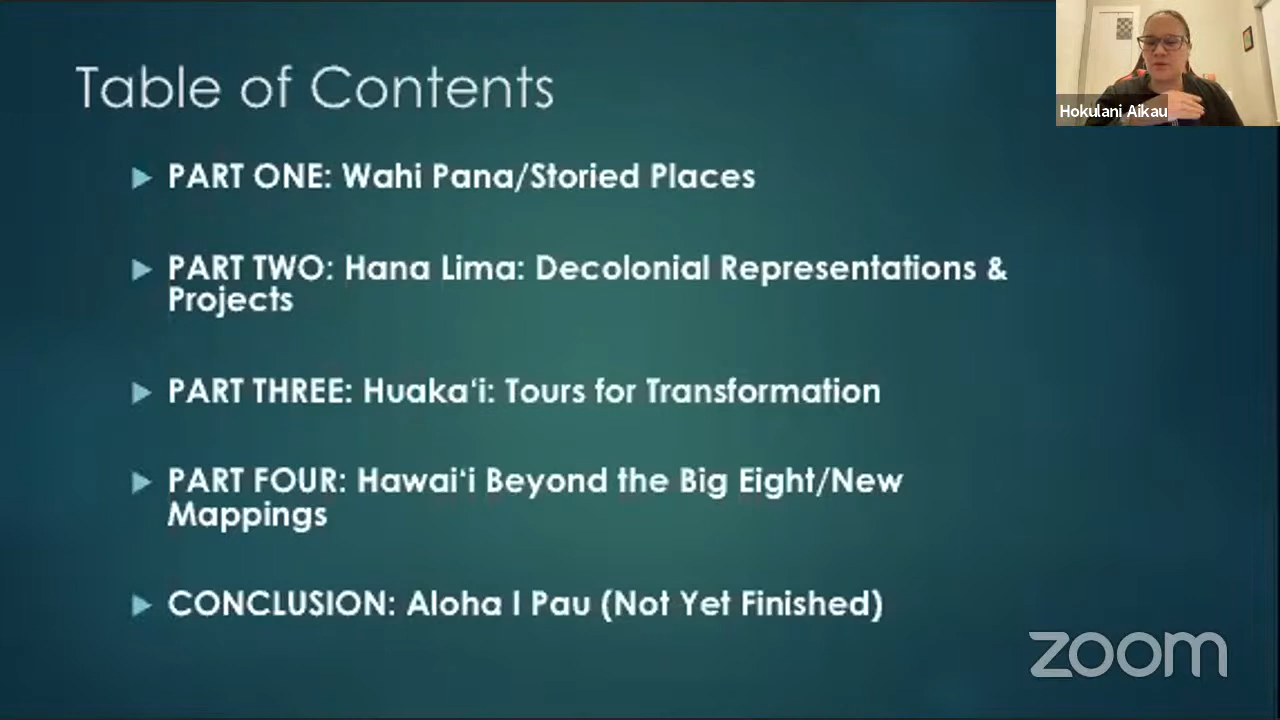 Table of Contents
Hokulani Aikau
PART ONE: Wahi Pana/Storied Places
PART TWO: Hana Lima: Decolonial Representations &
Projects
PART THREE: Huakaʻi: Tours for Transformation
PART FOUR: Hawaiʻi Beyond the Big Eight/New
Mappings
CONCLUSION: Aloha I Pau (Not Yet Finished)
zoom